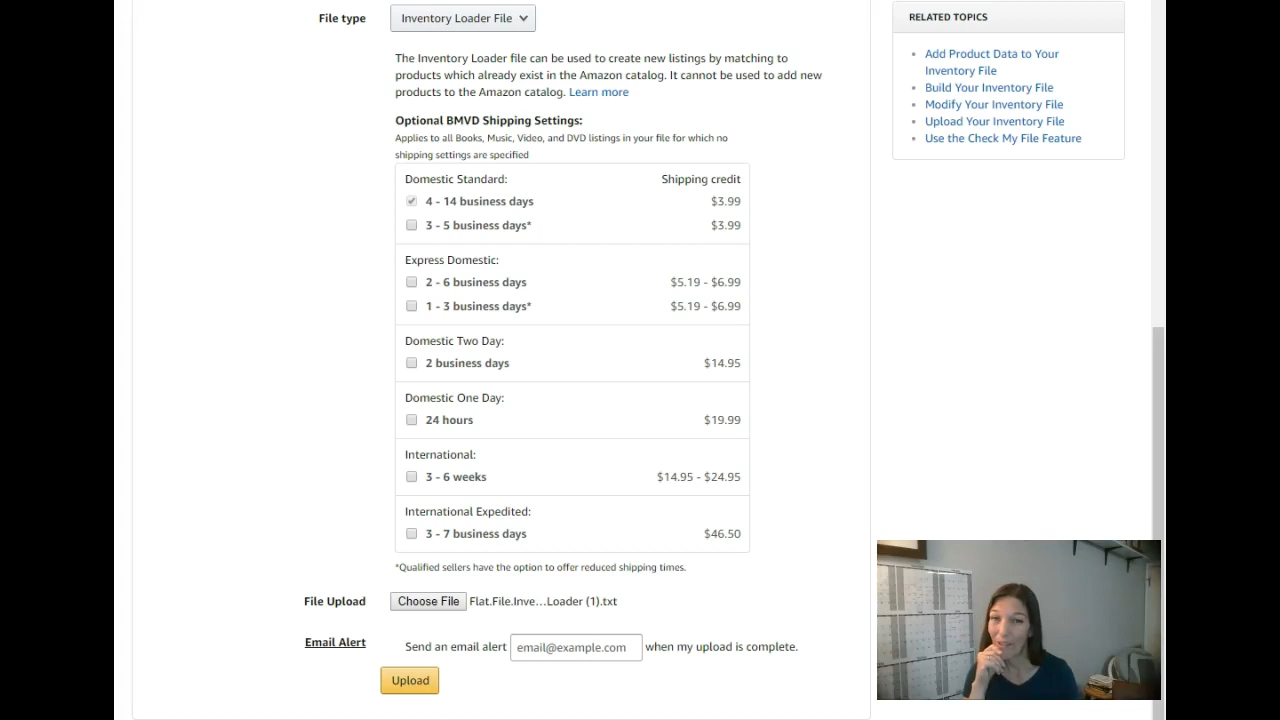 File type
Inventory Loader File
The Inventory Loader file can be used to create new listings by matching to
products which already exist in the Amazon catalog. It cannot be used to add new
products to the Amazon catalog. Learn more
Optional BMVD Shipping Settings:
Applies to all Books, Music, Video, and DVD listings in your file for which no
shipping settings are specified
Domestic Standard: Shipping credit
4 - 14 business days $3.99
3 - 5 business days* $3.99
Express Domestic:
2 - 6 business days $5.19 - $6.99
1 - 3 business days* $5.19 - $6.99
Domestic Two Day:
2 business days $14.95
Domestic One Day:
24 hours $19.99
International:
3 - 6 weeks $14.95 - $24.95
International Expedited:
3 - 7 business days $46.50
*Qualified sellers have the option to offer reduced shipping times.
File Upload Choose File Flat.File.Inve...Loader (1).txt
Email Alert Send an email alert email@example.com when my upload is complete.
Upload
RELATED TOPICS
Add Product Data to Your
Inventory File
Build Your Inventory File
Modify Your Inventory File
Upload Your Inventory File
Use the Check My File Feature